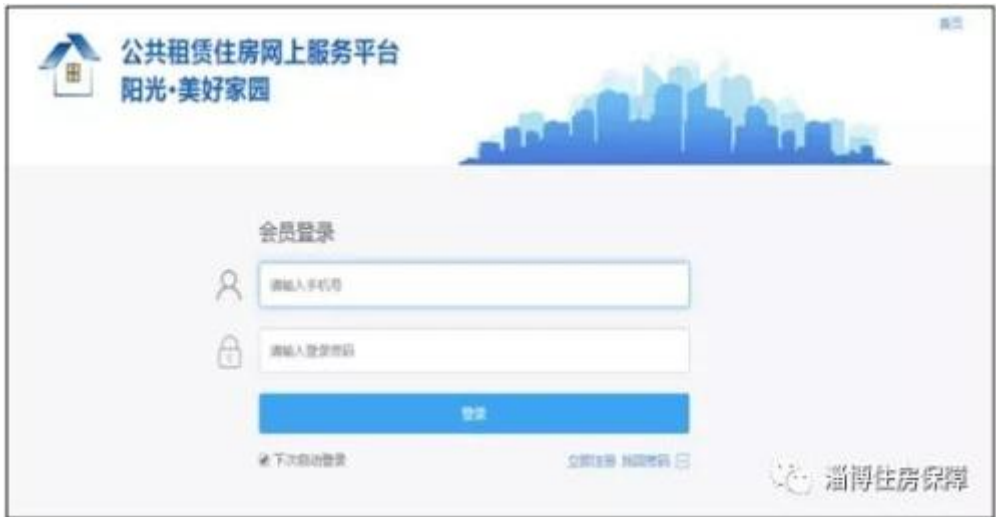 首页
公共租赁住房网上服务平台
阳光·美好家园
会员登录
请输入手机号
请输入登录密码
登录
下次自动登录
立即注册 找回密码
淄博住房保障